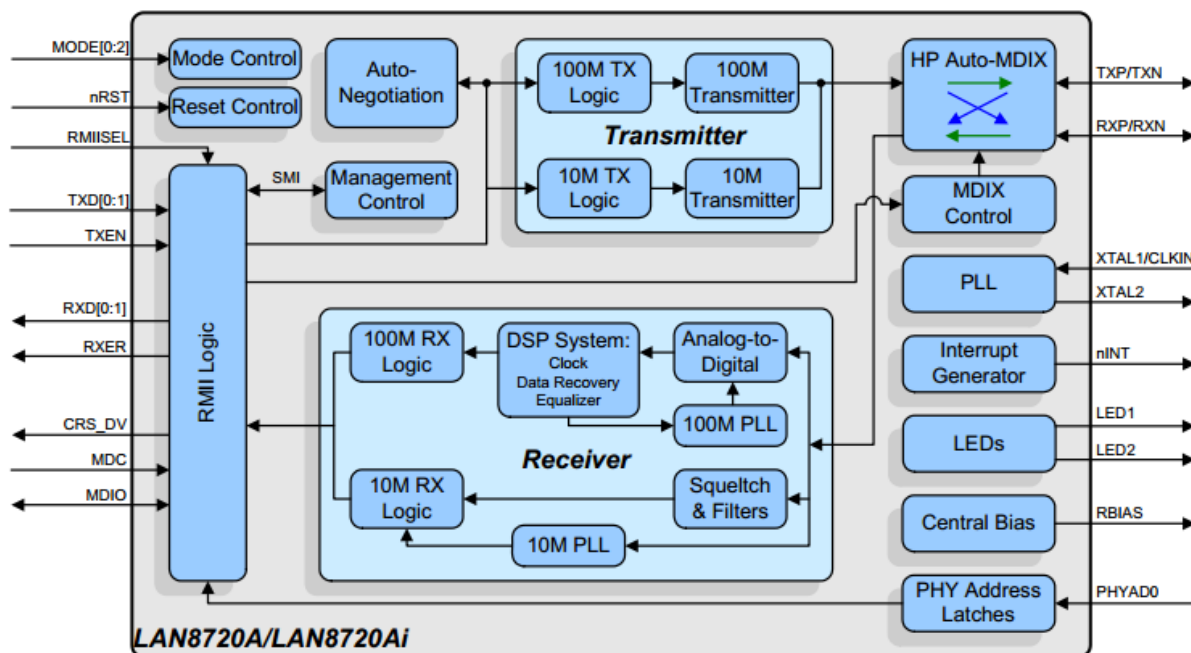 MODE[0:2]
nRST
RMIISEL
TXD[0:1]
TXEN
RXD[0:1]
RXER
CRS_DV
MDC
MDIO
Mode Control
Reset Control
RMII Logic
SMI
Auto-
Negotiation
Management
Control
100M TX
Logic
100M
Transmitter
Transmitter
10M TX
Logic
10M
Transmitter
100M RX
Logic
DSP System:
Clock
Data Recovery
Equalizer
Analog-to-
Digital
100M PLL
Receiver
10M RX
Logic
Squeltch
& Filters
10M PLL
HP Auto-MDIX
MDIX
Control
PLL
Interrupt
Generator
LEDs
Central Bias
PHY Address
Latches
TXP/TXN
RXP/RXN
XTAL1/CLKIN
XTAL2
nINT
LED1
LED2
RBIAS
PHYAD0
LAN8720A/LAN8720Ai